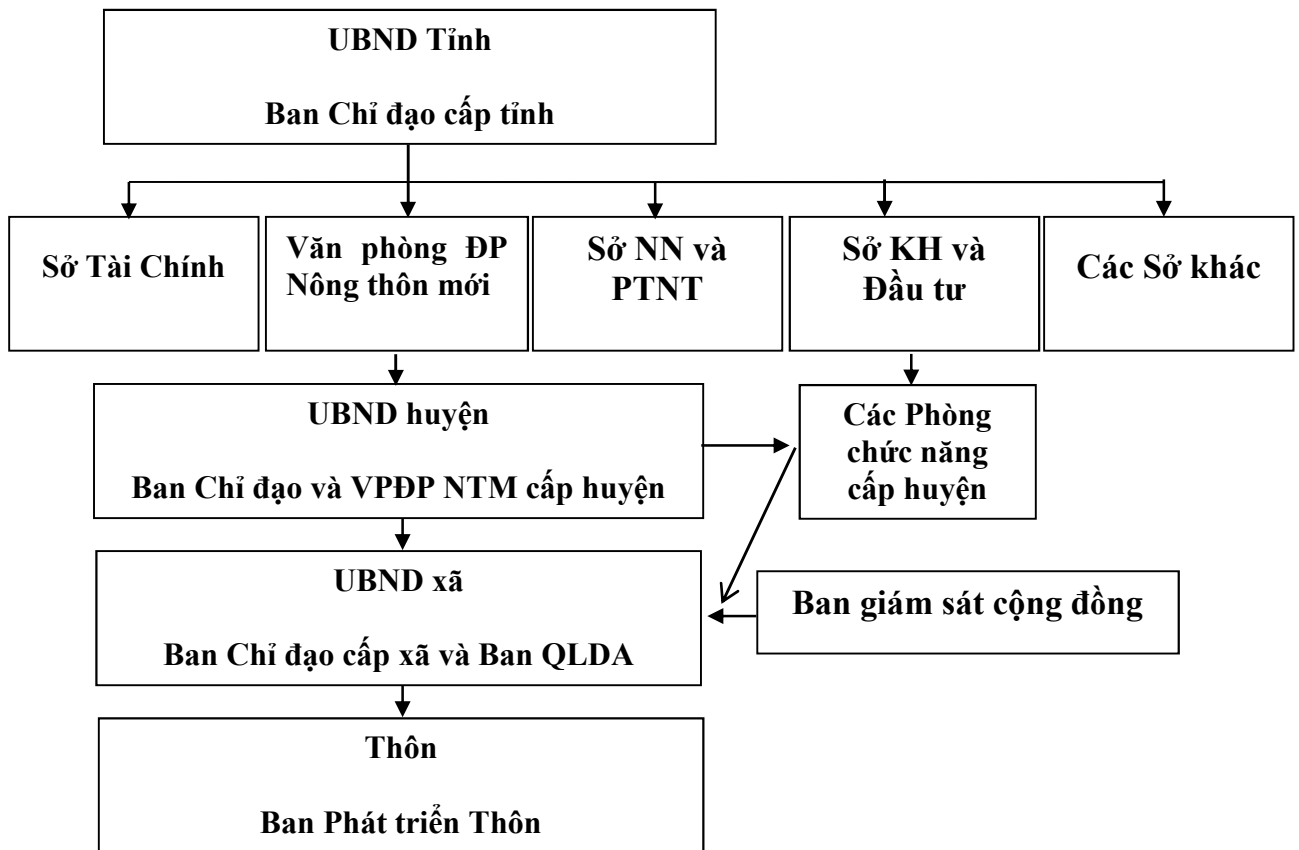 UBND Tỉnh
Ban Chỉ đạo cấp tỉnh
Sở Tài Chính
Văn phòng ĐP
Nông thôn mới
Sở NN và
PTNT
Sở KH và
Đầu tư
Các Sở khác
UBND huyện
Ban Chỉ đạo và VPĐP NTM cấp huyện
Các Phòng
chức năng
cấp huyện
UBND xã
Ban Chỉ đạo cấp xã và Ban QLDA
Ban giám sát cộng đồng
Thôn
Ban Phát triển Thôn